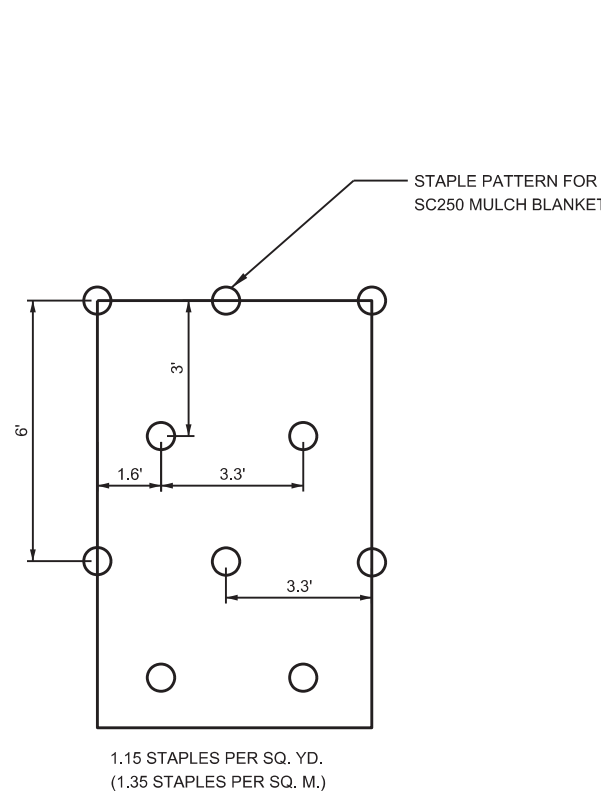 STAPLE PATTERN FOR
SC250 MULCH BLANKET
3'
6'
1.6'
3.3'
3.3'
1.15 STAPLES PER SQ. YD.
(1.35 STAPLES PER SQ. M.)